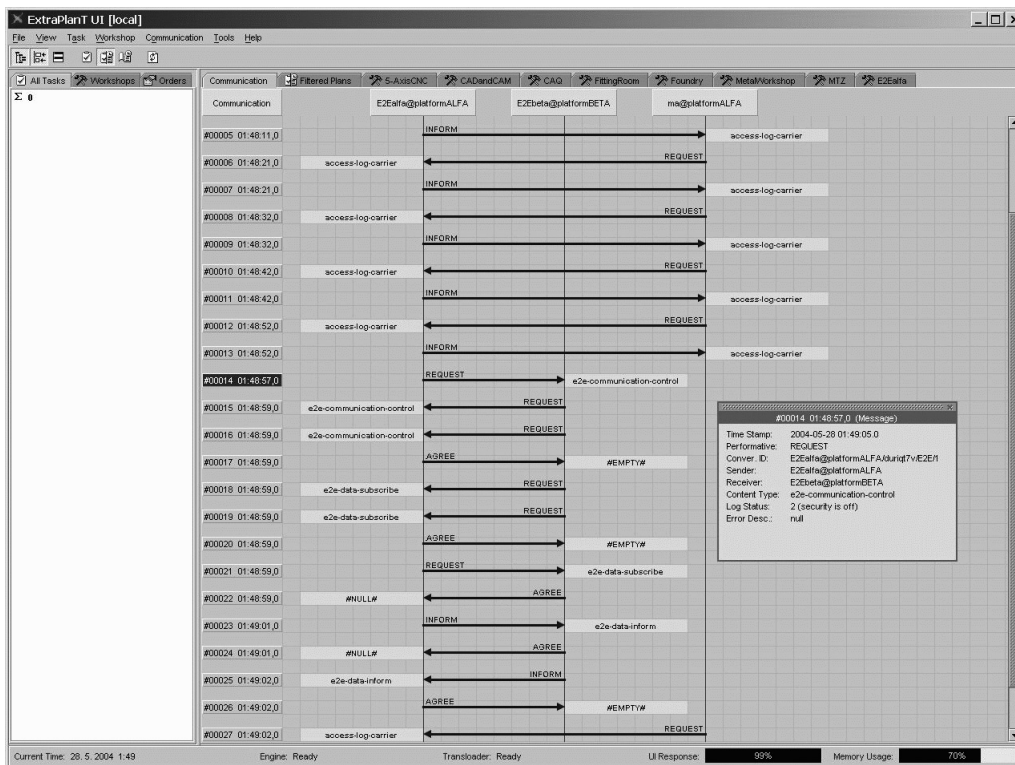 ExtraPlanT UI [local]
File View Task Workshop Communication Tools Help
All Tasks Workshops Orders
Communication Filtered Plans 5-AxisCNC CADandCAM CAQ FittingRoom Foundry MetalWorkshop MTZ E2Ealfa
Σ 0
Communication E2Ealfa@platformALFA E2Ebeta@platformBETA ma@platformALFA
#00005 01:48:11,0 INFORM access-log-carrier
#00006 01:48:21,0 access-log-carrier REQUEST
#00007 01:48:21,0 INFORM access-log-carrier
#00008 01:48:32,0 access-log-carrier REQUEST
#00009 01:48:32,0 INFORM access-log-carrier
#00010 01:48:42,0 access-log-carrier REQUEST
#00011 01:48:42,0 INFORM access-log-carrier
#00012 01:48:52,0 access-log-carrier REQUEST
#00013 01:48:52,0 INFORM access-log-carrier
#00014 01:48:57,0 REQUEST e2e-communication-control
#00015 01:48:59,0 e2e-communication-control REQUEST
#00016 01:48:59,0 e2e-communication-control REQUEST
#00017 01:48:59,0 AGREE #EMPTY#
#00018 01:48:59,0 e2e-data-subscribe REQUEST
#00019 01:48:59,0 e2e-data-subscribe REQUEST
#00020 01:48:59,0 AGREE #EMPTY#
#00021 01:48:59,0 REQUEST e2e-data-subscribe
#00022 01:48:59,0 #NULL# AGREE
#00023 01:49:01,0 INFORM e2e-data-inform
#00024 01:49:01,0 #NULL# AGREE
#00025 01:49:02,0 e2e-data-inform INFORM
#00026 01:49:02,0 AGREE #EMPTY#
#00027 01:49:02,0 access-log-carrier REQUEST
#00014 01:48:57,0 (Message)
Time Stamp: 2004-05-28 01:49:05.0
Performative: REQUEST
Conver. ID: E2Ealfa@platformALFA/duriqt7v/E2E/1
Sender: E2Ealfa@platformALFA
Receiver: E2Ebeta@platformBETA
Content Type: e2e-communication-control
Log Status: 2 (security is off)
Error Desc.: null
Current Time: 28. 5. 2004 1:49 Engine: Ready Transloader: Ready UI Response: 99% Memory Usage: 70%